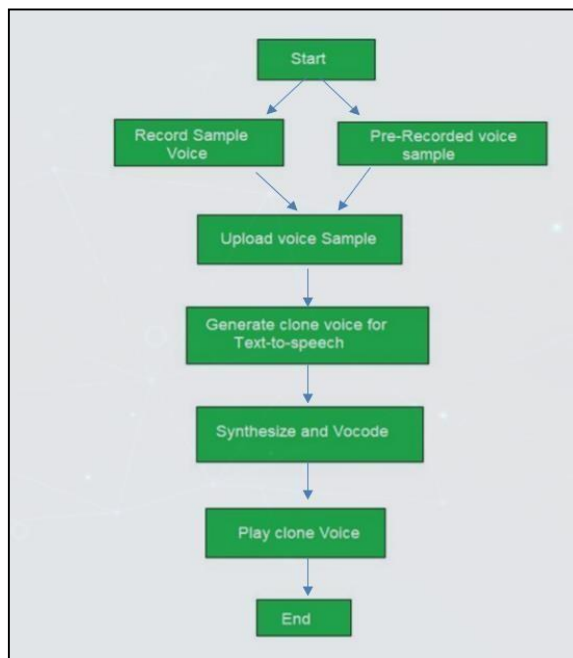 Start
Record Sample
Voice
Pre-Recorded voice
sample
Upload voice Sample
Generate clone voice for
Text-to-speech
Synthesize and Vocode
Play clone Voice
End